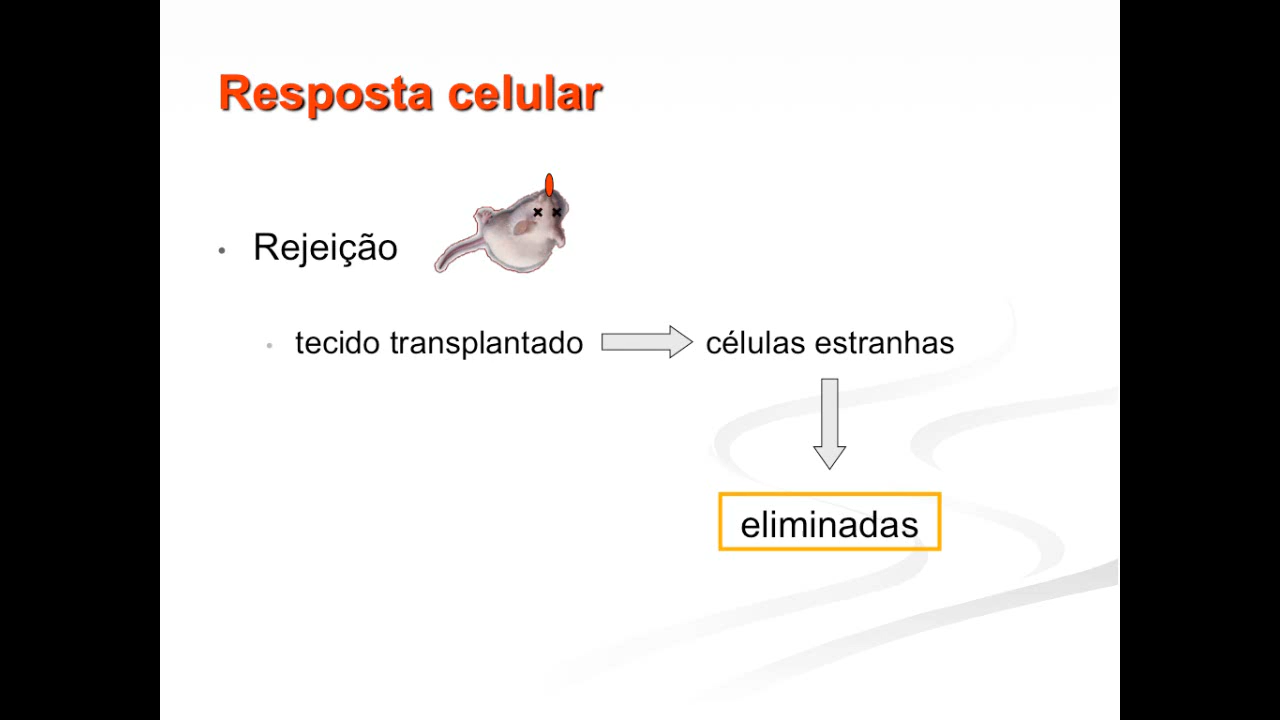 Resposta celular
Rejeição
tecido transplantado
células estranhas
eliminadas